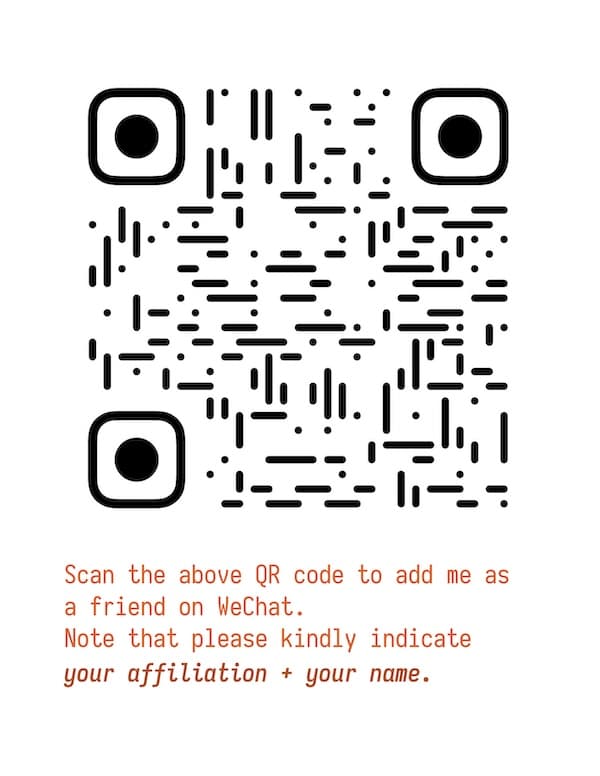 Scan the above QR code to add me as
a friend on WeChat.
Note that please kindly indicate
your affiliation + your name.